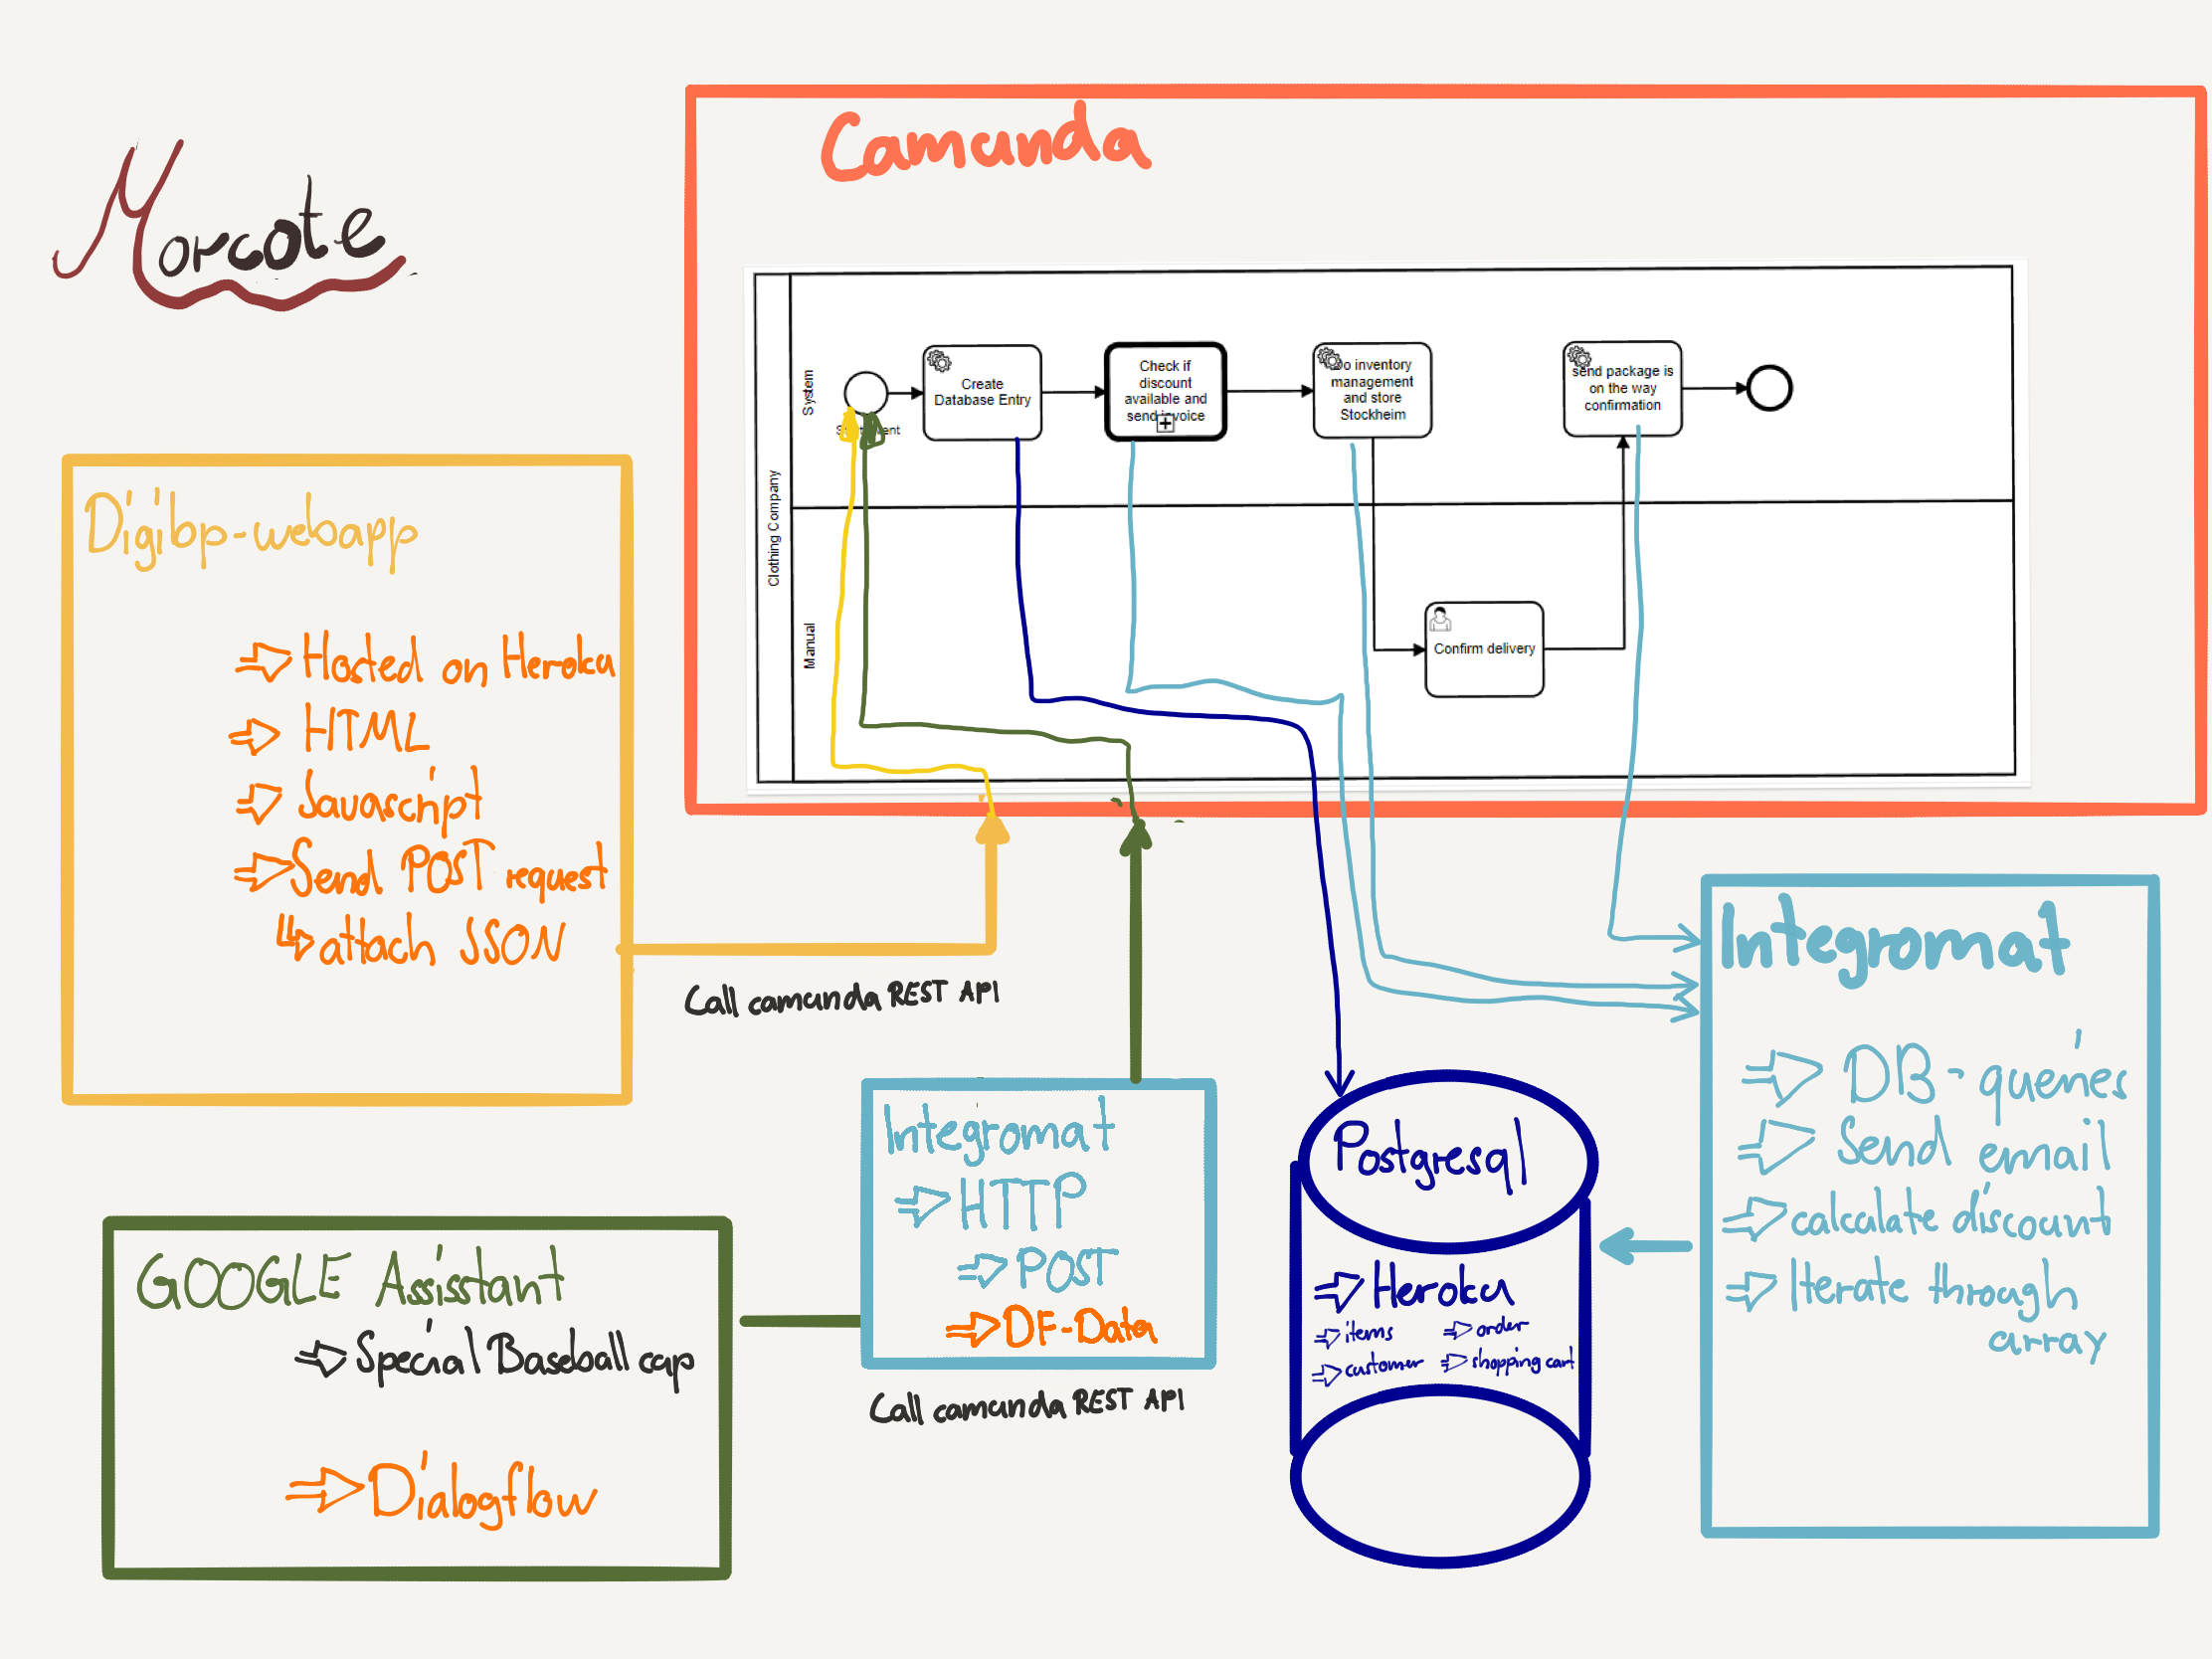 Morcote
Camunda
Clothing Company
System
Manual
Create
Database Entry
Check if
discount
available and
send invoice
Do inventory
management
and store
Stockheim
send package is
on the way
confirmation
Confirm delivery
Digibp-webapp
Hosted on Heroku
HTML
Javascript
Send POST request
attach JSON
Call camunda REST API
GOOGLE Assisstant
Special Baseball cap
Dialogflow
Integromat
HTTP
POST
DF-Data
Call camunda REST API
Postgresql
Heroku
items
order
customer
shopping cart
Integromat
DB-queries
Send email
calculate discount
Iterate through
array